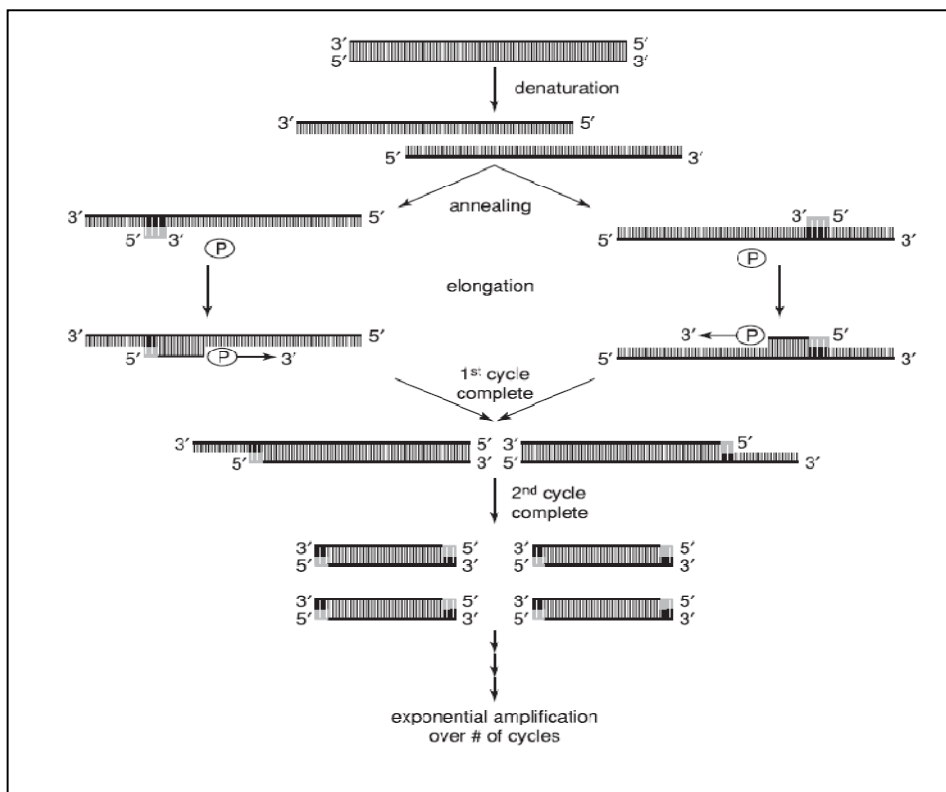 3′ 5′
5′ 3′
denaturation
3′ 5′
5′ 3′
annealing
3′ 5′
5′ 3′
P
3′ 5′
5′ 3′
P
elongation
3′ 5′
5′ P 3′
3′ P 5′
5′ 3′
1st cycle
complete
3′ 5′ 3′ 5′
5′ 3′ 5′ 3′
2nd cycle
complete
3′ 5′ 3′ 5′
5′ 3′ 5′ 3′
3′ 5′ 3′ 5′
5′ 3′ 5′ 3′
exponential amplification
over # of cycles